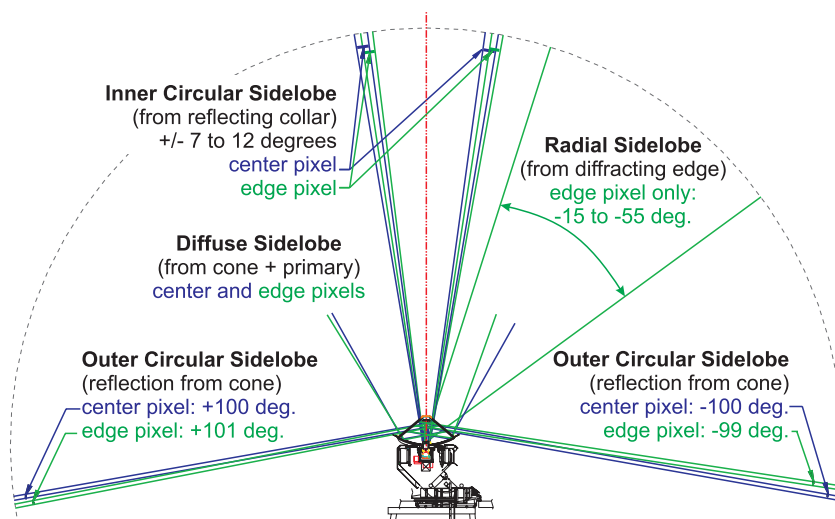 Inner Circular Sidelobe
(from reflecting collar)
+/- 7 to 12 degrees
center pixel
edge pixel
Radial Sidelobe
(from diffracting edge)
edge pixel only:
-15 to -55 deg.
Diffuse Sidelobe
(from cone + primary)
center and edge pixels
Outer Circular Sidelobe
(reflection from cone)
center pixel: +100 deg.
edge pixel: +101 deg.
Outer Circular Sidelobe
(reflection from cone)
center pixel: -100 deg.
edge pixel: -99 deg.